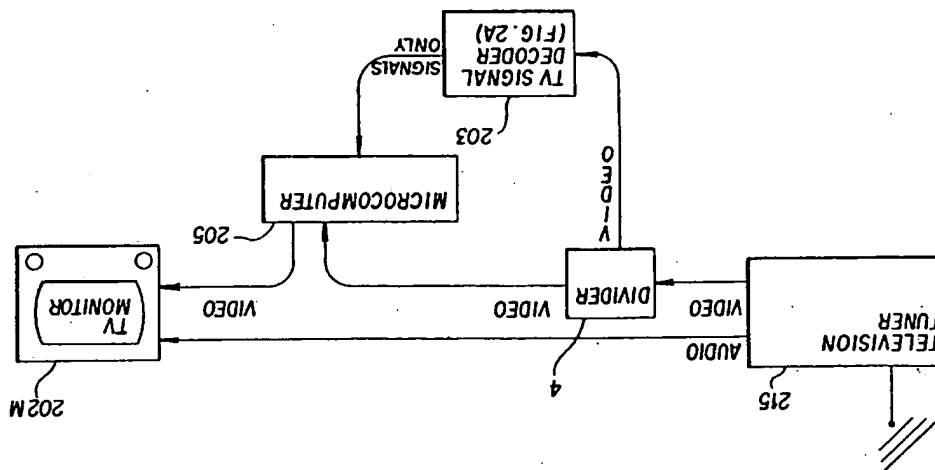 215
4
202M
TELEVISION
TUNER
AUDIO
VIDEO
DIVIDER
VIDEO
VIDEO
TV
MONITOR
205
MICROCOMPUTER
VIDEO
203
TV SIGNAL
DECODER
(FIG. 2A)
SIGNALS
ONLY